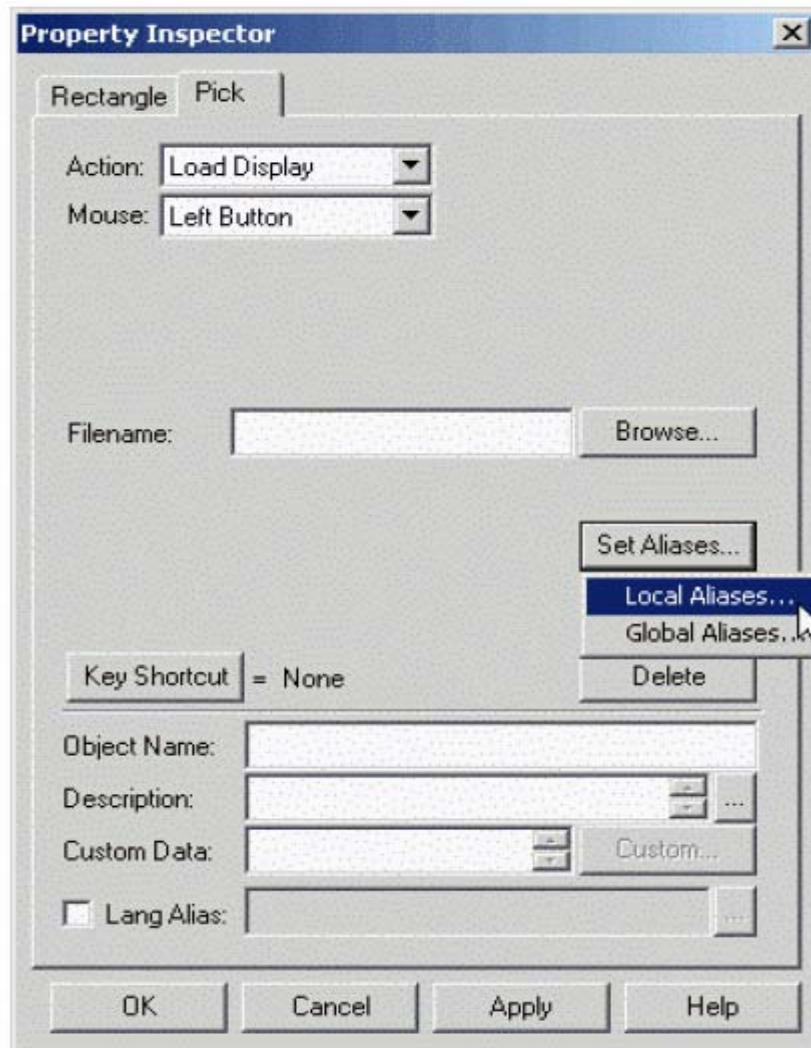 Property Inspector
Rectangle Pick
Action: Load Display
Mouse: Left Button
Filename: Browse...
Set Aliases...
Local Aliases...
Global Aliases...
Key Shortcut = None Delete
Object Name:
Description: ...
Custom Data: Custom...
Lang Alias: ...
OK Cancel Apply Help